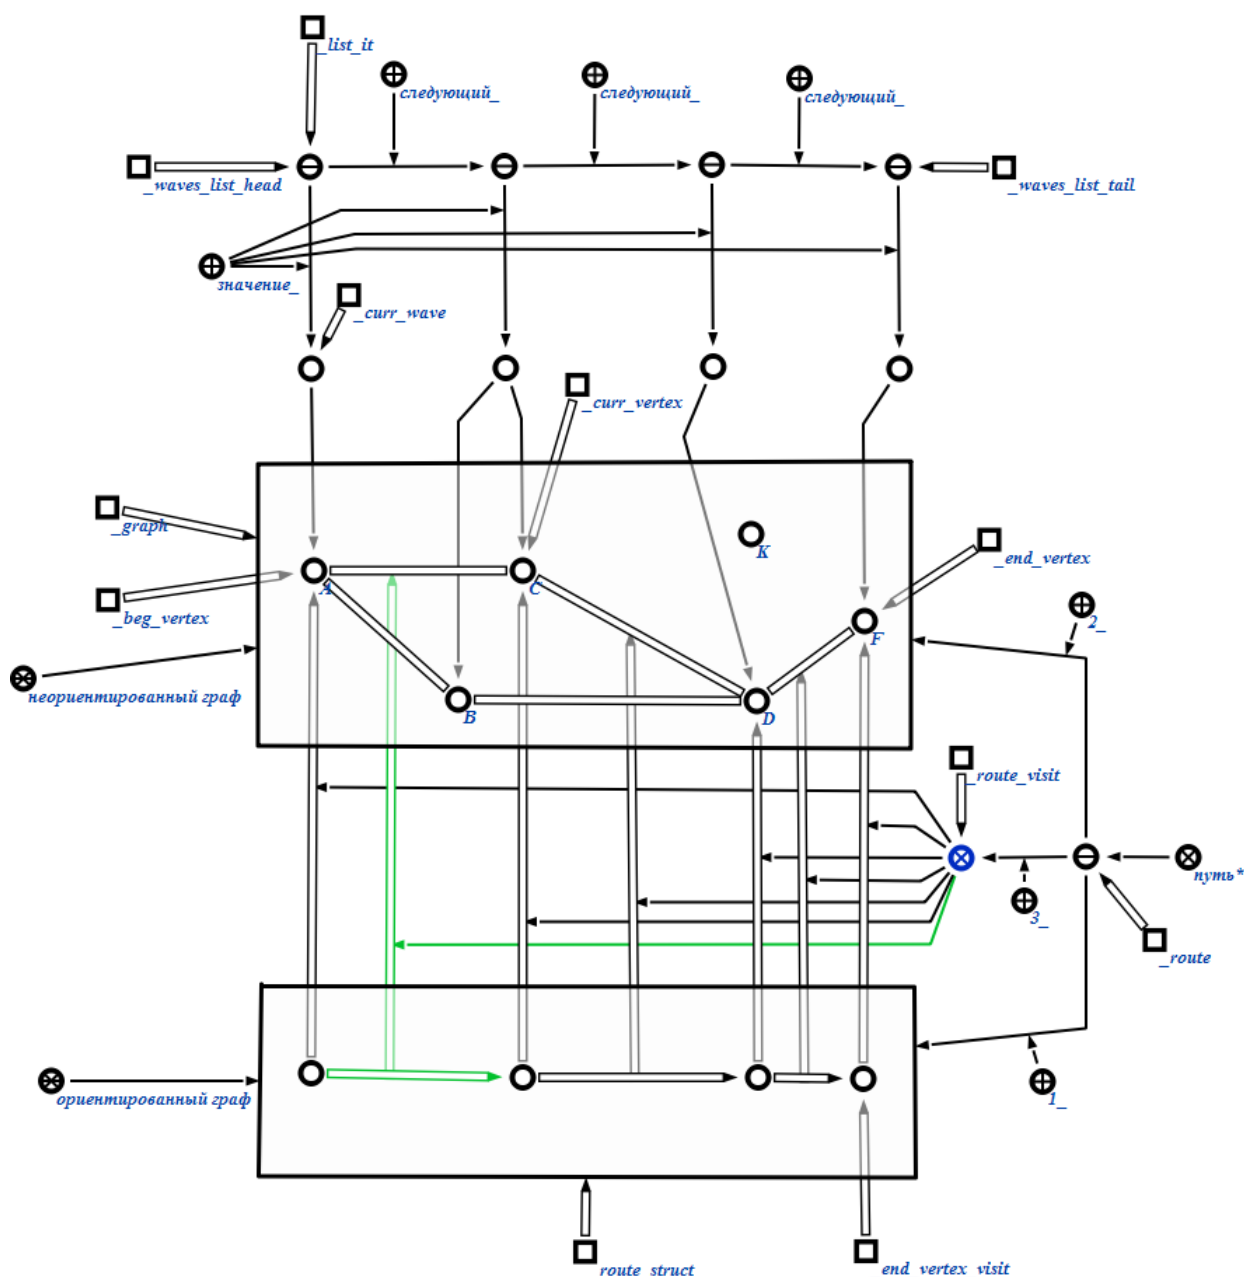 _list_it
следующий_
следующий_
следующий_
_waves_list_head
_waves_list_tail
значение_
_curr_wave
_curr_vertex
_graph
K
_end_vertex
A
C
_beg_vertex
2_
F
неориентированный граф
B
D
_route_visit
путь*
3_
_route
ориентированный граф
1_
route_struct
end_vertex_visit